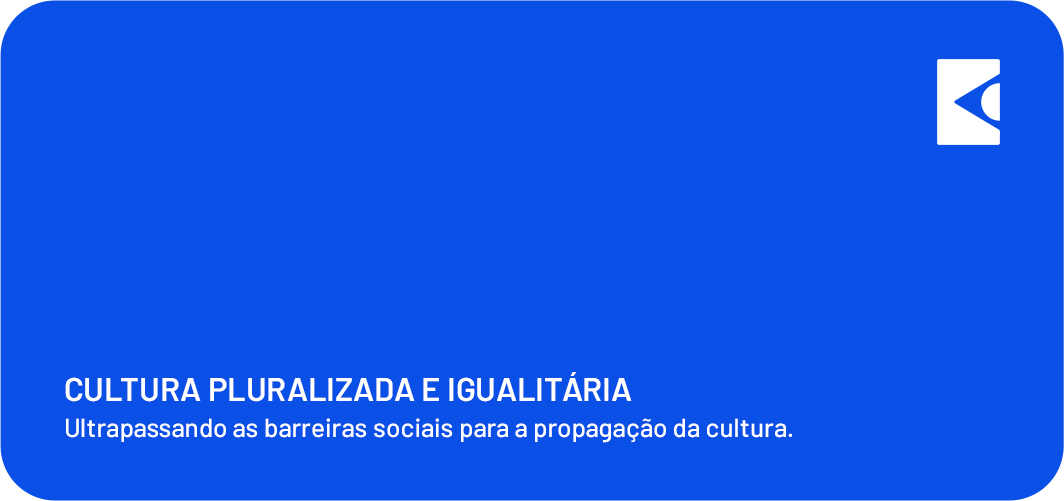 CULTURA PLURALIZADA E IGUALITÁRIA
Ultrapassando as barreiras sociais para a propagação da cultura.